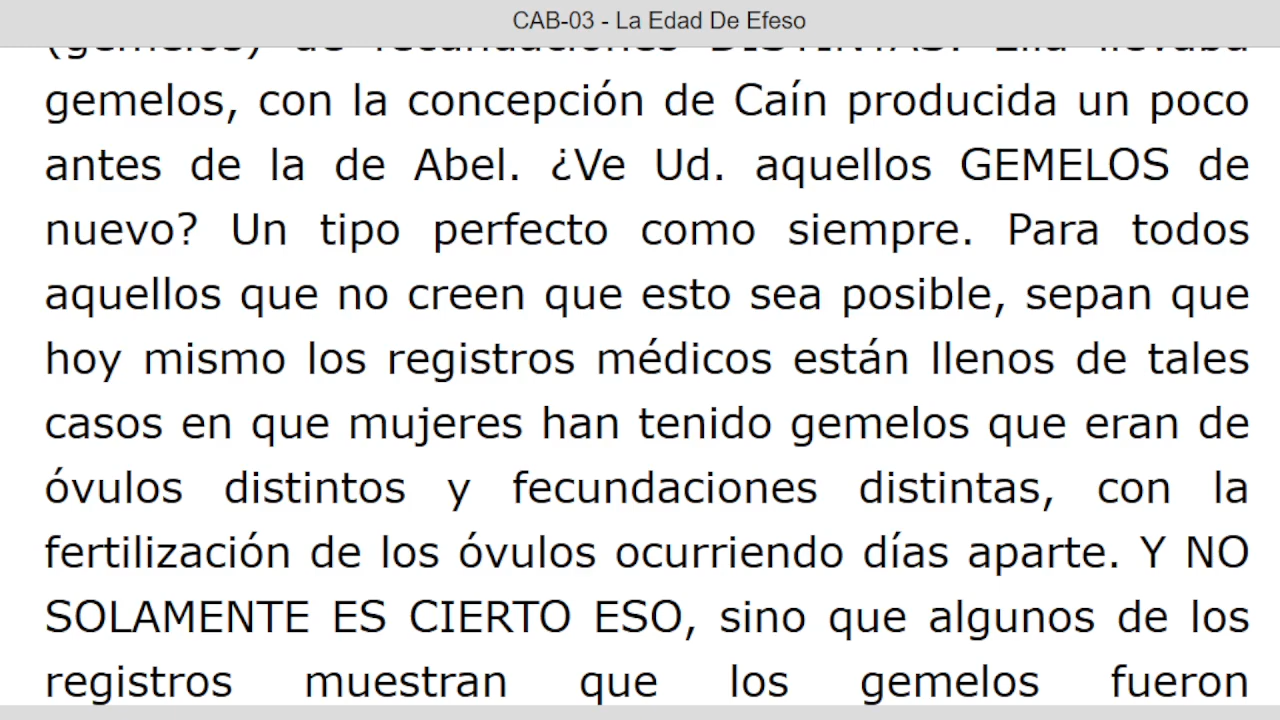 CAB-03 - La Edad De Efeso
gemelos, con la concepción de Caín producida un poco
antes de la de Abel. ¿Ve Ud. aquellos GEMELOS de
nuevo? Un tipo perfecto como siempre. Para todos
aquellos que no creen que esto sea posible, sepan que
hoy mismo los registros médicos están llenos de tales
casos en que mujeres han tenido gemelos que eran de
óvulos distintos y fecundaciones distintas, con la
fertilización de los óvulos ocurriendo días aparte. Y NO
SOLAMENTE ES CIERTO ESO, sino que algunos de los
registros muestran que los gemelos fueron